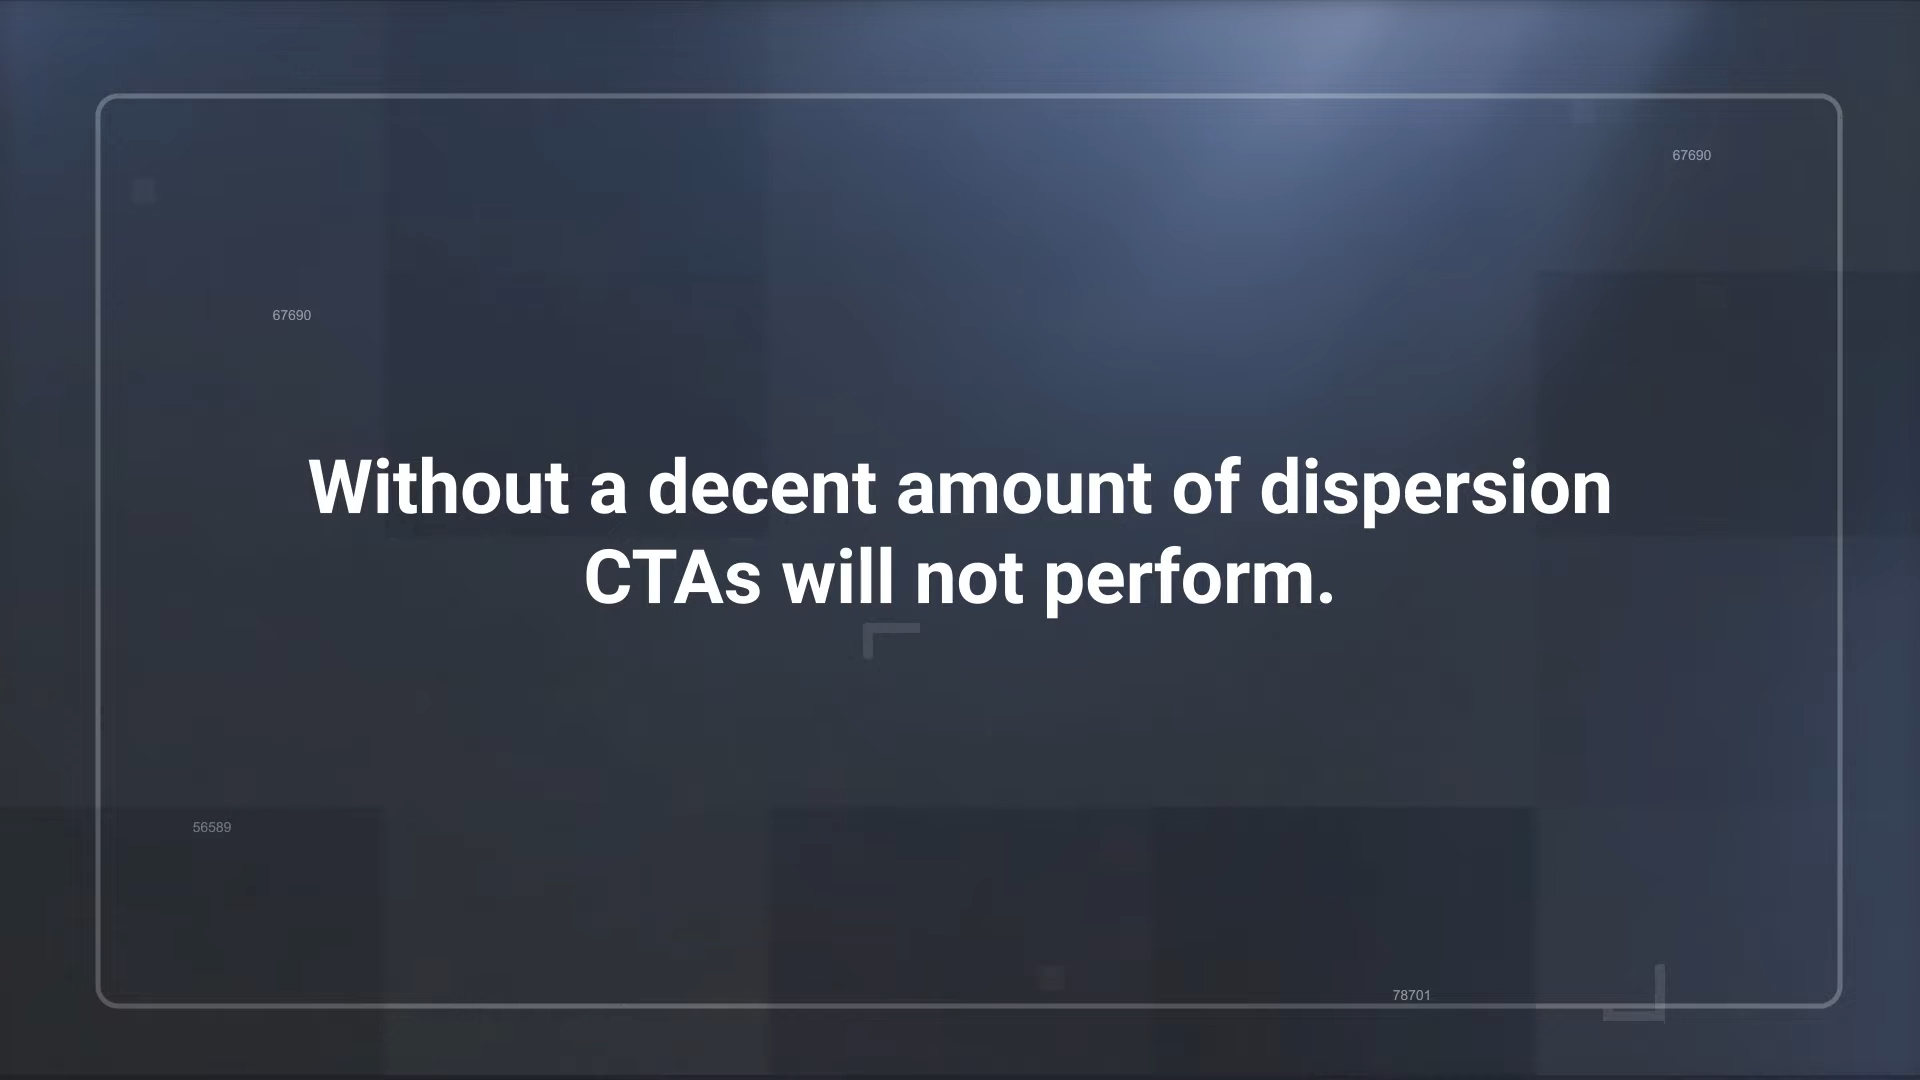 67690
67690
Without a decent amount of dispersion
CTAs will not perform.
56589
78701